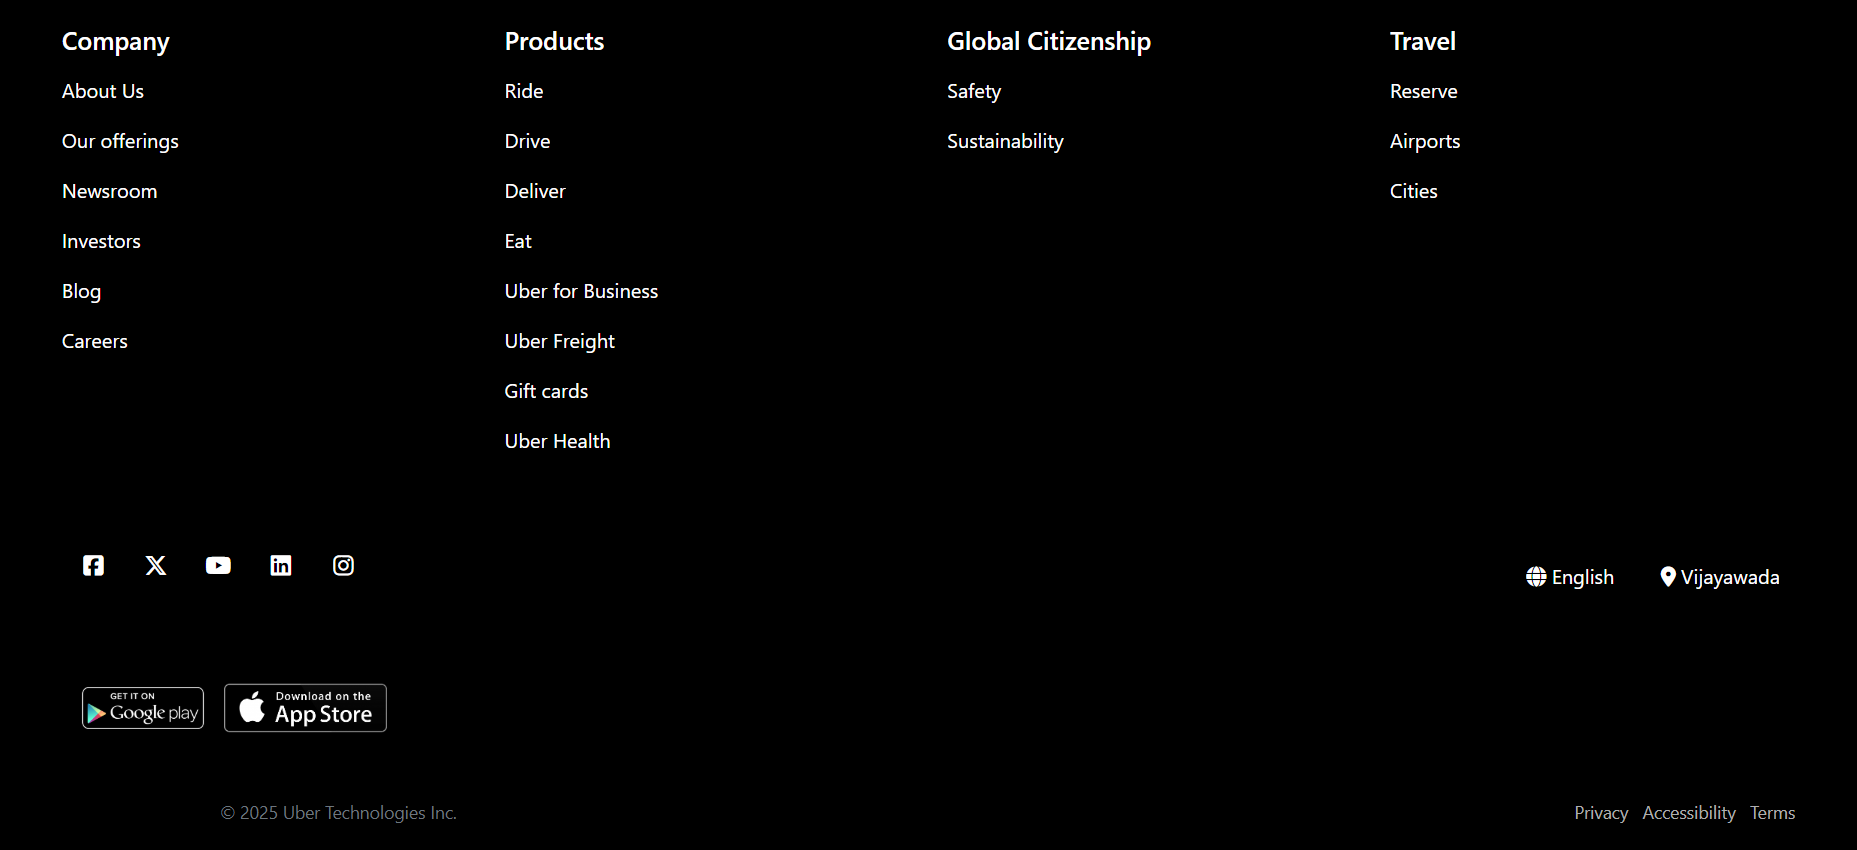 Company
About Us
Our offerings
Newsroom
Investors
Blog
Careers
Products
Ride
Drive
Deliver
Eat
Uber for Business
Uber Freight
Gift cards
Uber Health
Global Citizenship
Safety
Sustainability
Travel
Reserve
Airports
Cities
English
Vijayawada
GET IT ON
Google play
Download on the
App Store
© 2025 Uber Technologies Inc.
Privacy Accessibility Terms